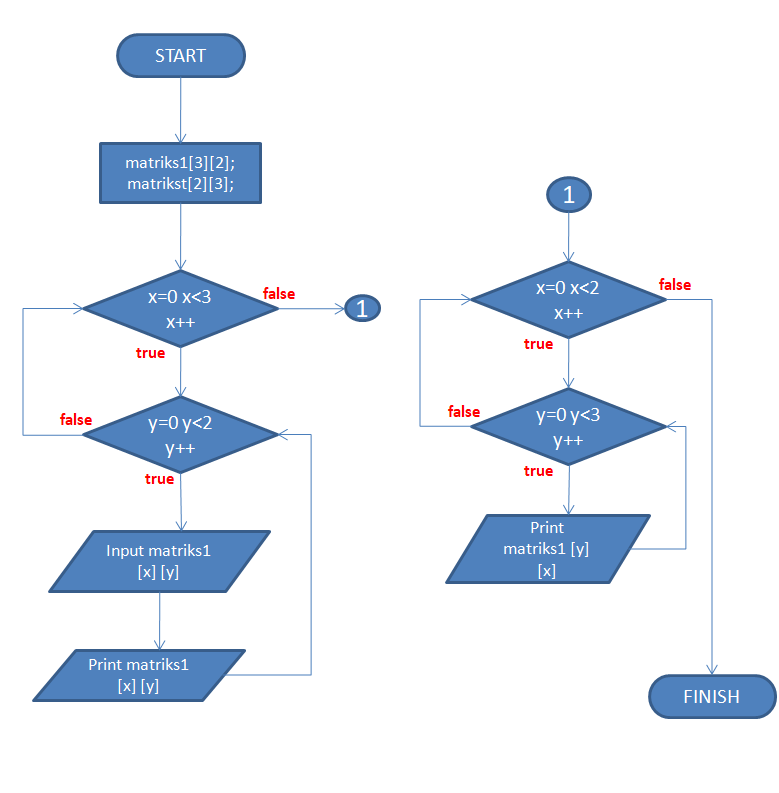 START
matriks1[3][2];
matrikst[2][3];
x=0 x<3
x++
false
1
true
y=0 y<2
y++
false
true
Input matriks1
[x] [y]
Print matriks1
[x] [y]
1
x=0 x<2
x++
false
true
y=0 y<3
y++
false
true
Print
matriks1 [y]
[x]
FINISH